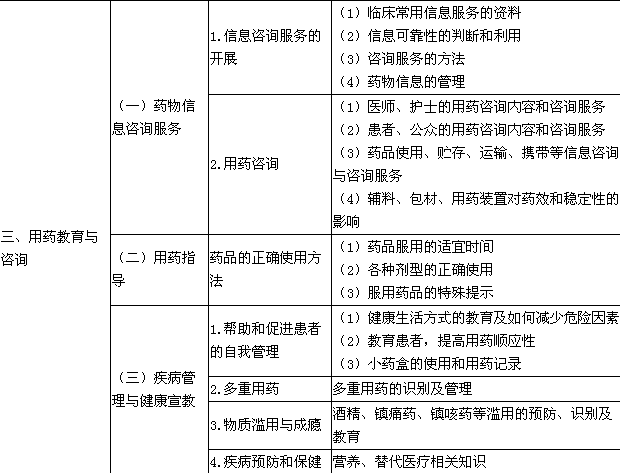 三、用药教育与
咨询
（一）药物信
息咨询服务
1.信息咨询服务的
开展
（1）临床常用信息服务的资料
（2）信息可靠性的判断和利用
（3）咨询服务的方法
（4）药物信息的管理
2.用药咨询
（1）医师、护士的用药咨询内容和咨询服务
（2）患者、公众的用药咨询内容和咨询服务
（3）药品使用、贮存、运输、携带等信息咨询
与咨询服务
（4）辅料、包材、用药装置对药效和稳定性的
影响
（二）用药指
导
药品的正确使用方
法
（1）药品服用的适宜时间
（2）各种剂型的正确使用
（3）服用药品的特殊提示
（三）疾病管
理与健康宣教
1.帮助和促进患者
的自我管理
（1）健康生活方式的教育及如何减少危险因素
（2）教育患者，提高用药顺应性
（3）小药盒的使用和用药记录
2.多重用药
多重用药的识别及管理
3.物质滥用与成瘾
酒精、镇痛药、镇咳药等滥用的预防、识别及
教育
4.疾病预防和保健
营养、替代医疗相关知识